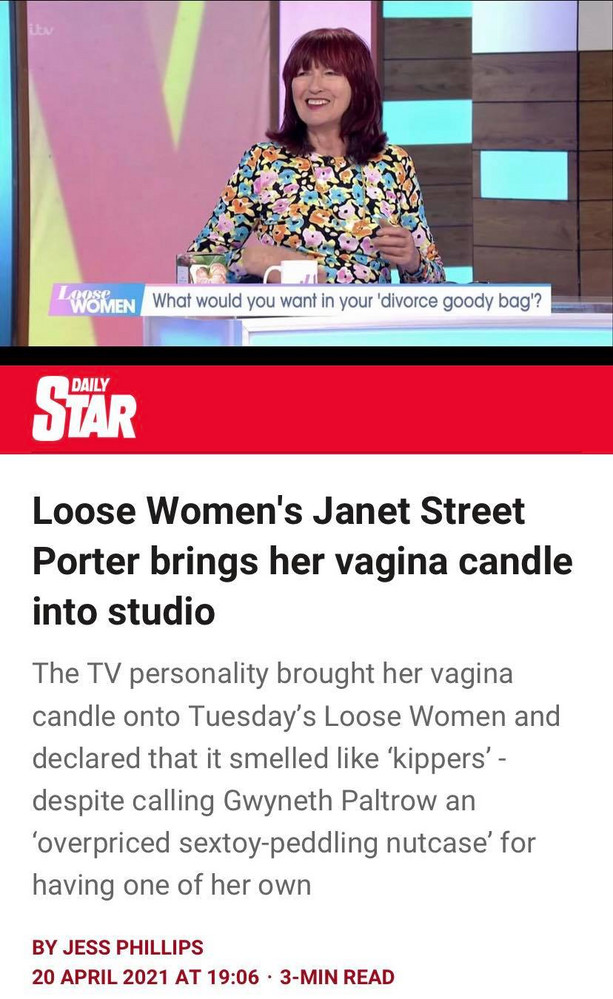 itv
Loose
WOMEN
What would you want in your 'divorce goody bag'?
DAILY
STAR
Loose Women's Janet Street
Porter brings her vagina candle
into studio
The TV personality brought her vagina
candle onto Tuesday’s Loose Women and
declared that it smelled like ‘kippers’ -
despite calling Gwyneth Paltrow an
‘overpriced sextoy-peddling nutcase’ for
having one of her own
BY JESS PHILLIPS
20 APRIL 2021 AT 19:06 · 3-MIN READ